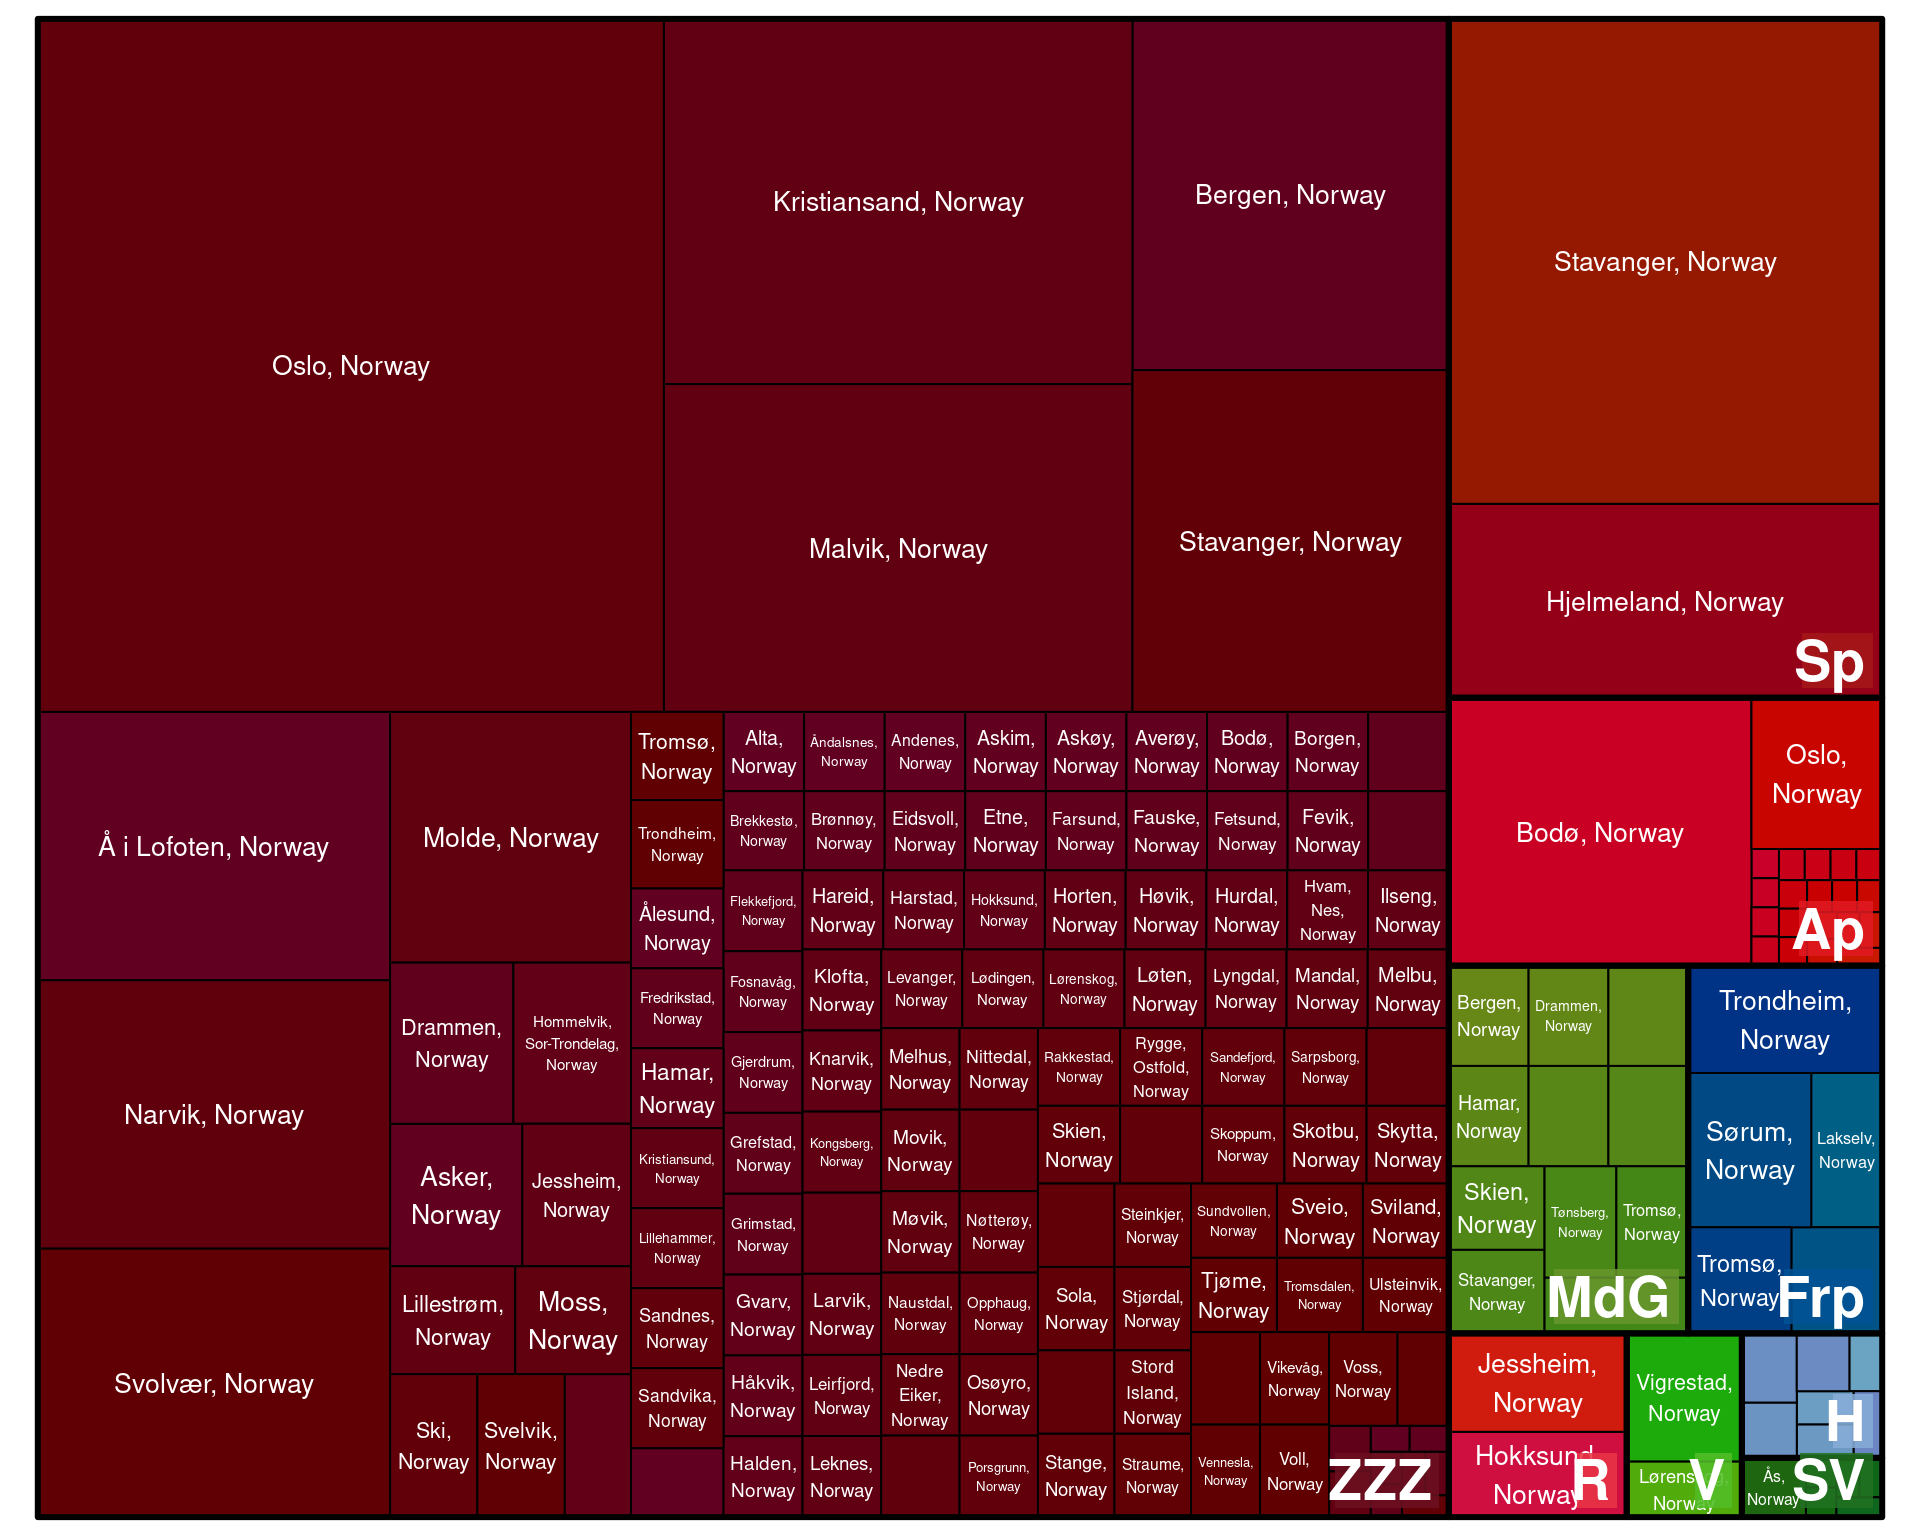 Oslo, Norway
Kristiansand, Norway
Bergen, Norway
Malvik, Norway
Stavanger, Norway
Å i Lofoten, Norway
Narvik, Norway
Svolvær, Norway
Molde, Norway
Drammen,
Norway
Hommelvik,
Sor-Trondelag,
Norway
Asker,
Norway
Jessheim,
Norway
Lillestrøm,
Norway
Moss,
Norway
Ski,
Norway
Svelvik,
Norway
Tromsø,
Norway
Trondheim,
Norway
Ålesund,
Norway
Fredrikstad,
Norway
Hamar,
Norway
Kristiansund,
Norway
Lillehammer,
Norway
Sandnes,
Norway
Sandvika,
Norway
Alta,
Norway
Åndalsnes,
Norway
Andenes,
Norway
Askim,
Norway
Askøy,
Norway
Averøy,
Norway
Bodø,
Norway
Borgen,
Norway
Brekkestø,
Norway
Brønnøy,
Norway
Eidsvoll,
Norway
Etne,
Norway
Farsund,
Norway
Fauske,
Norway
Fetsund,
Norway
Fevik,
Norway
Flekkefjord,
Norway
Hareid,
Norway
Harstad,
Norway
Hokksund,
Norway
Horten,
Norway
Høvik,
Norway
Hurdal,
Norway
Hvam,
Nes,
Norway
Ilseng,
Norway
Fosnavåg,
Norway
Klofta,
Norway
Levanger,
Norway
Lødingen,
Norway
Lørenskog,
Norway
Løten,
Norway
Lyngdal,
Norway
Mandal,
Norway
Melbu,
Norway
Gjerdrum,
Norway
Knarvik,
Norway
Melhus,
Norway
Nittedal,
Norway
Rakkestad,
Norway
Rygge,
Ostfold,
Norway
Sandefjord,
Norway
Sarpsborg,
Norway
Grefstad,
Norway
Kongsberg,
Norway
Movik,
Norway
Skien,
Norway
Skoppum,
Norway
Skotbu,
Norway
Skytta,
Norway
Grimstad,
Norway
Møvik,
Norway
Nøtterøy,
Norway
Steinkjer,
Norway
Sundvollen,
Norway
Sveio,
Norway
Sviland,
Norway
Gvarv,
Norway
Larvik,
Norway
Naustdal,
Norway
Opphaug,
Norway
Sola,
Norway
Stjørdal,
Norway
Tjøme,
Norway
Tromsdalen,
Norway
Ulsteinvik,
Norway
Håkvik,
Norway
Leirfjord,
Norway
Nedre
Eiker,
Norway
Osøyro,
Norway
Stord
Island,
Norway
Vikevåg,
Norway
Voss,
Norway
Halden,
Norway
Leknes,
Norway
Porsgrunn,
Norway
Stange,
Norway
Straume,
Norway
Vennesla,
Norway
Voll,
Norway
ZZZ
Stavanger, Norway
Hjelmeland, Norway
Sp
Bodø, Norway
Oslo,
Norway
Ap
Bergen,
Norway
Drammen,
Norway
Hamar,
Norway
Skien,
Norway
Tønsberg,
Norway
Tromsø,
Norway
Stavanger,
Norway
MdG
Trondheim,
Norway
Sørum,
Norway
Lakselv,
Norway
Tromsø,
Norway
Frp
Jessheim,
Norway
Hokksund,
Norway
R
Vigrestad,
Norway
Norway
V
H
Ås,
Norway
SV